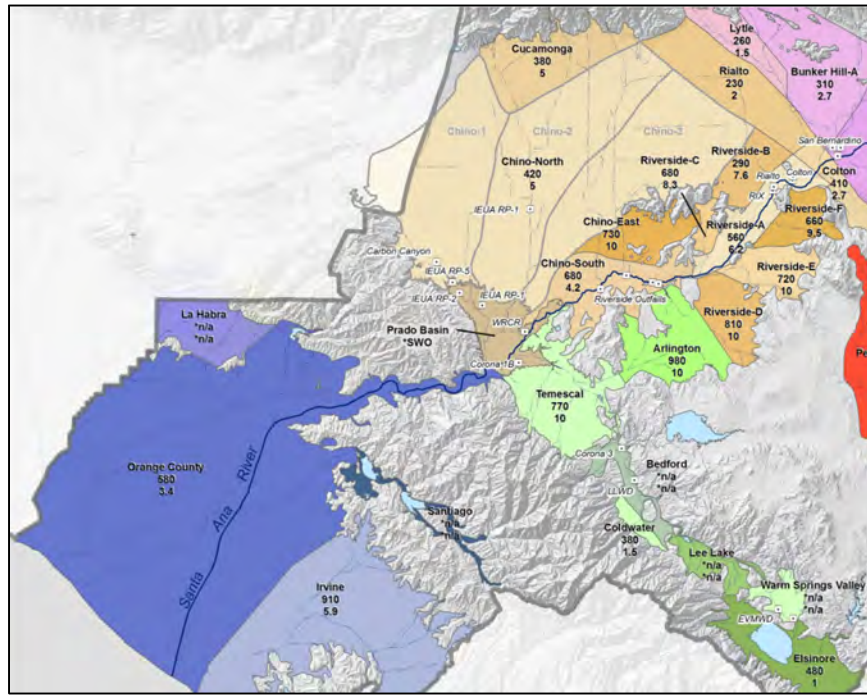 Lytle
260
1.5
Cucamonga
380
5
Rialto
230
2
Bunker Hill-A
310
2.7
Chino-1
Chino-2
Chino-3
San Bernardino
Riverside-B
290
7.6
Riverside-C
680
8.3
Chino-North
420
5
Rialto
Colton
Colton
410
2.7
RIX
IEUA RP-1
Riverside-F
660
9.5
Chino-East
730
10
Riverside-A
560
6.2
Carbon Canyon
IEUA RP-5
Chino-South
680
4.2
Riverside-E
720
10
IEUA RP-2
IEUA RP-1
Riverside Outfalls
La Habra
*n/a
*n/a
WRCR
Prado Basin
*SWO
Riverside-D
810
10
Arlington
980
10
Pe
Corona 1B
Temescal
770
10
Orange County
580
3.4
Santa Ana River
Corona 3
Bedford
*n/a
*n/a
LLWD
Santiago
*n/a
*n/a
Coldwater
380
1.5
Lee Lake
*n/a
*n/a
Irvine
910
5.9
Warm Springs Valley
*n/a
*n/a
EVMWD
Elsinore
480
1